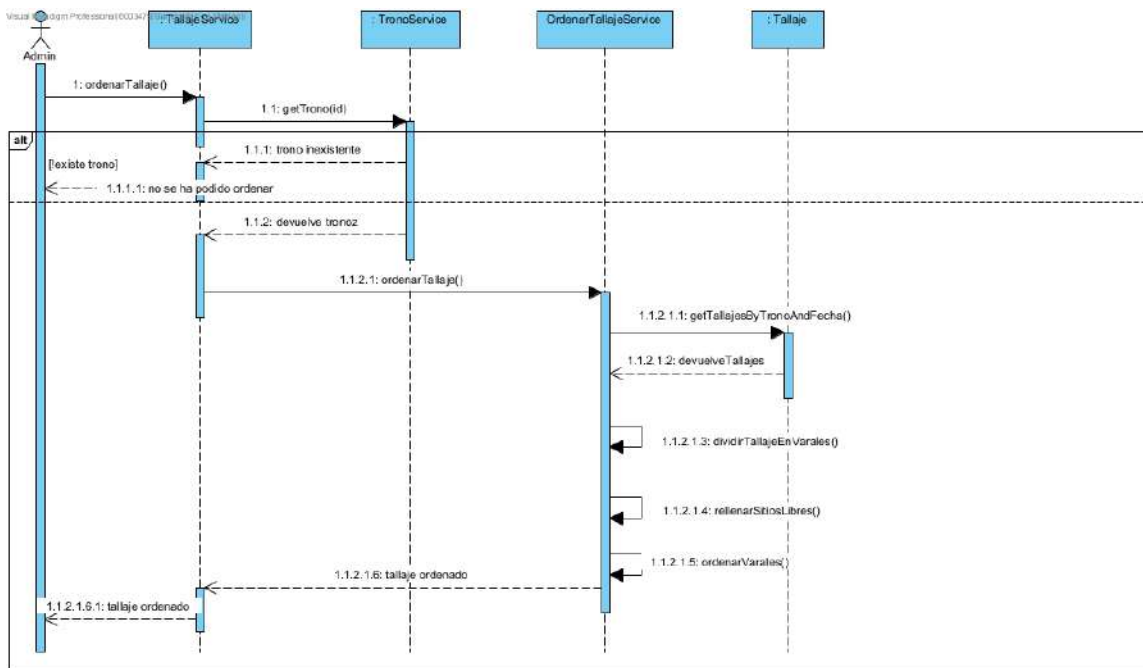 : TallajeService
: TronoService
OrdenarTallajeService
: Tallaje
Admin
1: ordenarTallaje()
1.1: getTrono(id)
alt
1.1.1: trono inexistente
[!existe trono]
1.1.1.1: no se ha podido ordenar
1.1.2: devuelve tronoz
1.1.2.1: ordenarTallaje()
1.1.2.1.1: getTallajesByTronoAndFecha()
1.1.2.1.2: devuelveTallajes
1.1.2.1.3: dividirTallajeEnVarales()
1.1.2.1.4: rellenarSitiosLibres()
1.1.2.1.5: ordenarVarales()
1.1.2.1.6: tallaje ordenado
1.1.2.1.6.1: tallaje ordenado